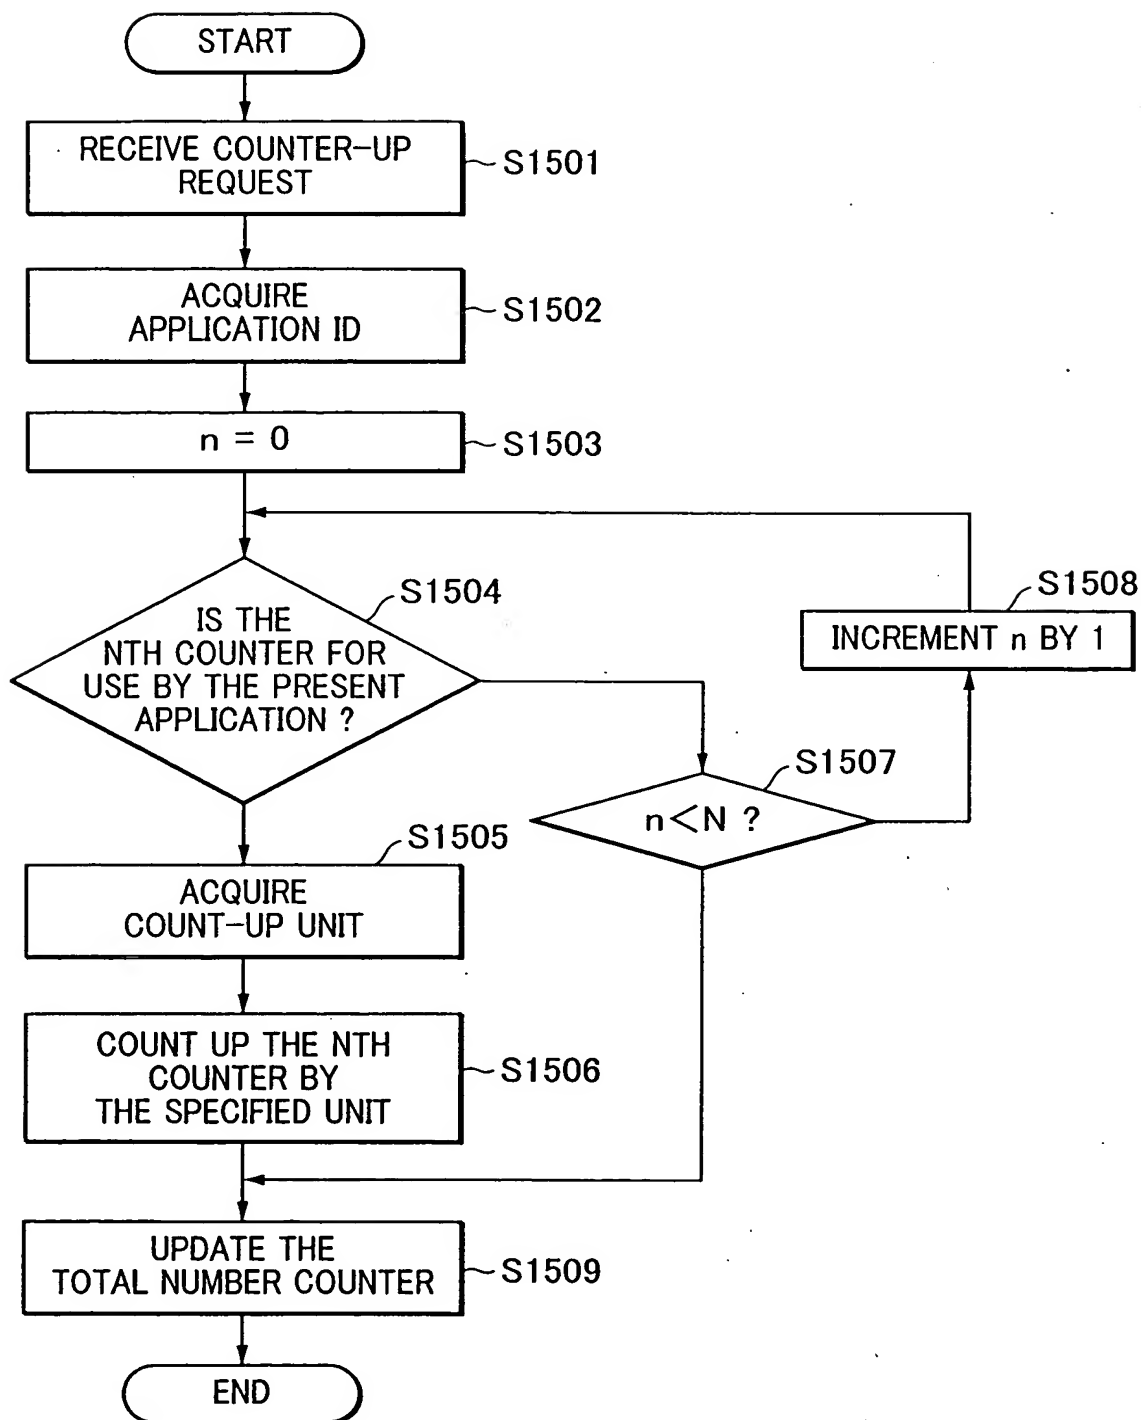 START
RECEIVE COUNTER-UP
REQUEST
S1501
ACQUIRE
APPLICATION ID
S1502
n = 0
S1503
IS THE
NTH COUNTER FOR
USE BY THE PRESENT
APPLICATION ?
S1504
S1508
INCREMENT n BY 1
S1507
n<N ?
S1505
ACQUIRE
COUNT-UP UNIT
COUNT UP THE NTH
COUNTER BY
THE SPECIFIED UNIT
S1506
UPDATE THE
TOTAL NUMBER COUNTER
S1509
END